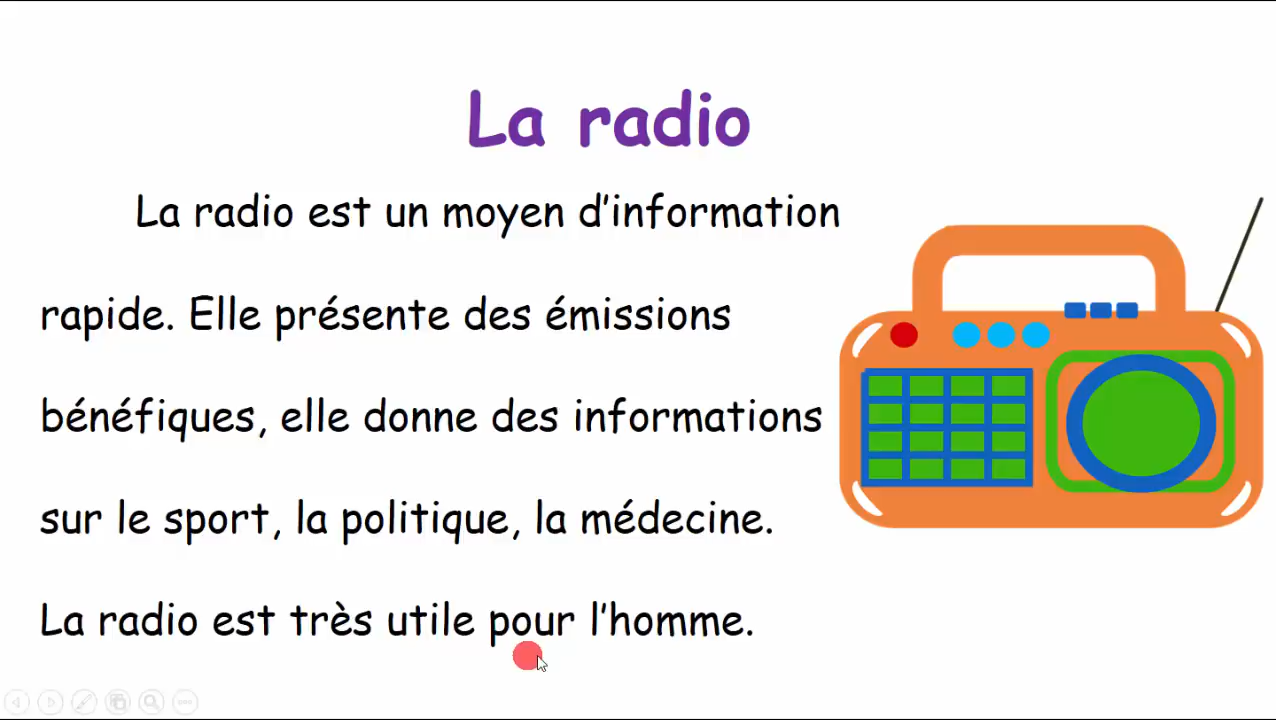 La radio
La radio est un moyen d’information
rapide. Elle présente des émissions
bénéfiques, elle donne des informations
sur le sport, la politique, la médecine.
La radio est très utile pour l’homme.